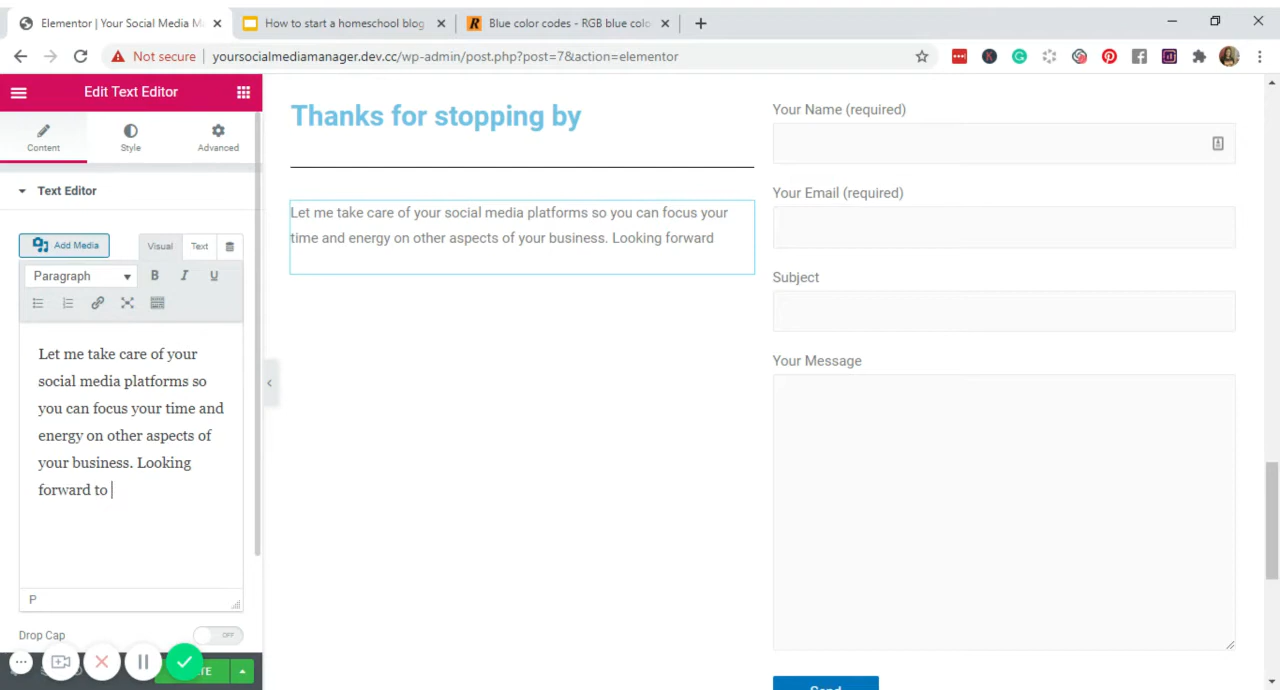 Elementor | Your Social Media M
How to start a homeschool blog
Blue color codes - RGB blue colo
Not secure
yoursocialmediamanager.dev.cc/wp-admin/post.php?post=7&action=elementor
Edit Text Editor
Content
Style
Advanced
Text Editor
Add Media
Visual
Text
Paragraph
B
I
U
Let me take care of your
social media platforms so
you can focus your time and
energy on other aspects of
your business. Looking
forward to
P
Drop Cap
OFF
TE
Thanks for stopping by
Let me take care of your social media platforms so you can focus your
time and energy on other aspects of your business. Looking forward
Your Name (required)
Your Email (required)
Subject
Your Message
Send